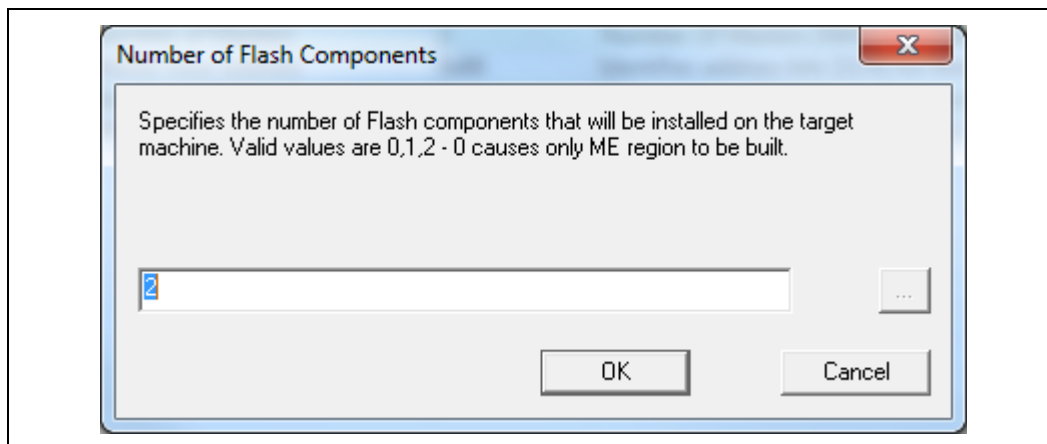 Number of Flash Components
Specifies the number of Flash components that will be installed on the target
machine. Valid values are 0,1,2 - 0 causes only ME region to be built.
2
...
OK
Cancel